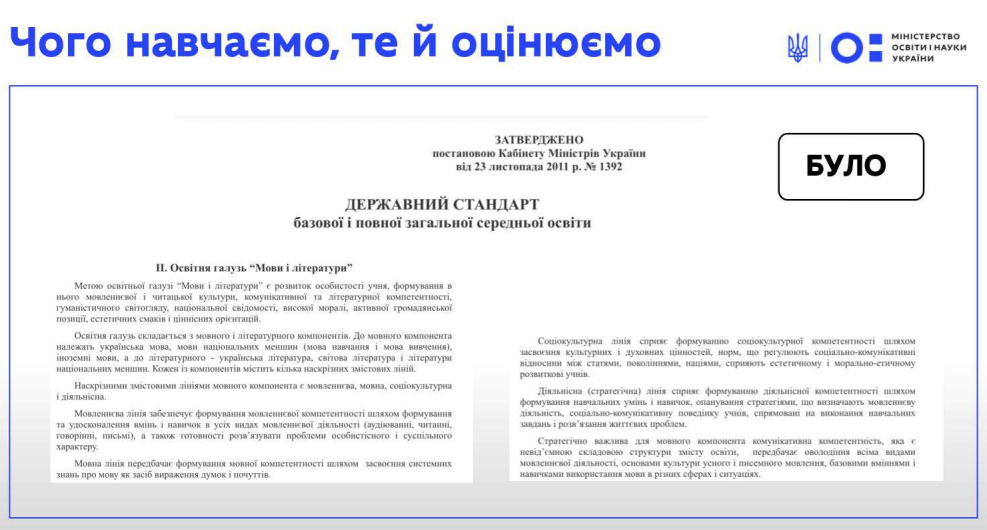 Чого навчаємо, те й оцінюємо
МІНІСТЕРСТВО
ОСВІТИ І НАУКИ
УКРАЇНИ
ЗАТВЕРДЖЕНО
постановою Кабінету Міністрів України
від 23 листопада 2011 р. № 1392
БУЛО
ДЕРЖАВНИЙ СТАНДАРТ
базової і повної загальної середньої освіти
ІІ. Освітня галузь “Мови і літератури”
Метою освітньої галузі “Мови і літератури” є розвиток особистості учня, формування в
нього мовленнєвої і читацької культури, комунікативної та літературної компетентності,
гуманістичного світогляду, національної свідомості, високої моралі, активної громадянської
позиції, естетичних смаків і ціннісних орієнтацій.
Освітня галузь складається з мовного і літературного компонентів. До мовного компонента
належать українська мова, мови національних меншин (мова навчання і мова вивчення),
іноземні мови, а до літературного - українська література, світова література і літератури
національних меншин. Кожен із компонентів містить кілька наскрізних змістових ліній.
Наскрізними змістовими лініями мовного компонента є мовленнєва, мовна, соціокультурна
і діяльнісна.
Мовленнєва лінія забезпечує формування мовленнєвої компетентності шляхом формування
та удосконалення вмінь і навичок в усіх видах мовленнєвої діяльності (аудіюванні, читанні,
говорінні, письмі), а також готовності розв'язувати проблеми особистісного і суспільного
характеру.
Мовна лінія передбачає формування мовної компетентності шляхом засвоєння системних
знань про мову як засіб вираження думок і почуттів.
Соціокультурна лінія сприяє формуванню соціокультурної компетентності шляхом
засвоєння культурних і духовних цінностей, норм, що регулюють соціально-комунікативні
відносини між статями, поколіннями, націями, сприяють естетичному і морально-етичному
розвиткові учнів.
Діяльнісна (стратегічна) лінія сприяє формуванню діяльнісної компетентності шляхом
формування навчальних умінь і навичок, опанування стратегіями, що визначають мовленнєву
діяльність, соціально-комунікативну поведінку учнів, спрямовані на виконання навчальних
завдань і розв'язання життєвих проблем.
Стратегічно важлива для мовного компонента комунікативна компетентність, яка є
невід'ємною складовою структури змісту освіти, передбачає оволодіння всіма видами
мовленнєвої діяльності, основами культури усного і писемного мовлення, базовими вміннями і
навичками використання мови в різних сферах і ситуаціях.